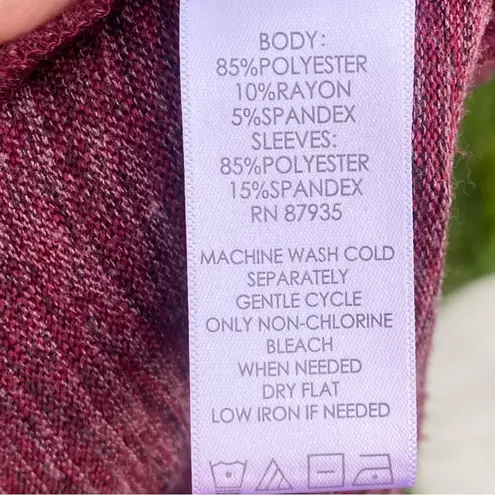 BODY:
85%POLYESTER
10%RAYON
5%SPANDEX
SLEEVES:
85%POLYESTER
15%SPANDEX
RN 87935
MACHINE WASH COLD
SEPARATELY
GENTLE CYCLE
ONLY NON-CHLORINE
BLEACH
WHEN NEEDED
DRY FLAT
LOW IRON IF NEEDED